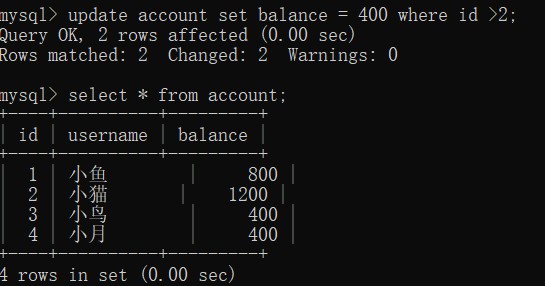 mysql> update account set balance = 400 where id >2;
Query OK, 2 rows affected (0.00 sec)
Rows matched: 2  Changed: 2  Warnings: 0
mysql> select * from account;
+----+----------+---------+
| id | username | balance |
+----+----------+---------+
|  1 | 小鱼 |     800 |
|  2 | 小猫 |    1200 |
|  3 | 小鸟 |     400 |
|  4 | 小月 |     400 |
+----+----------+---------+
4 rows in set (0.00 sec)